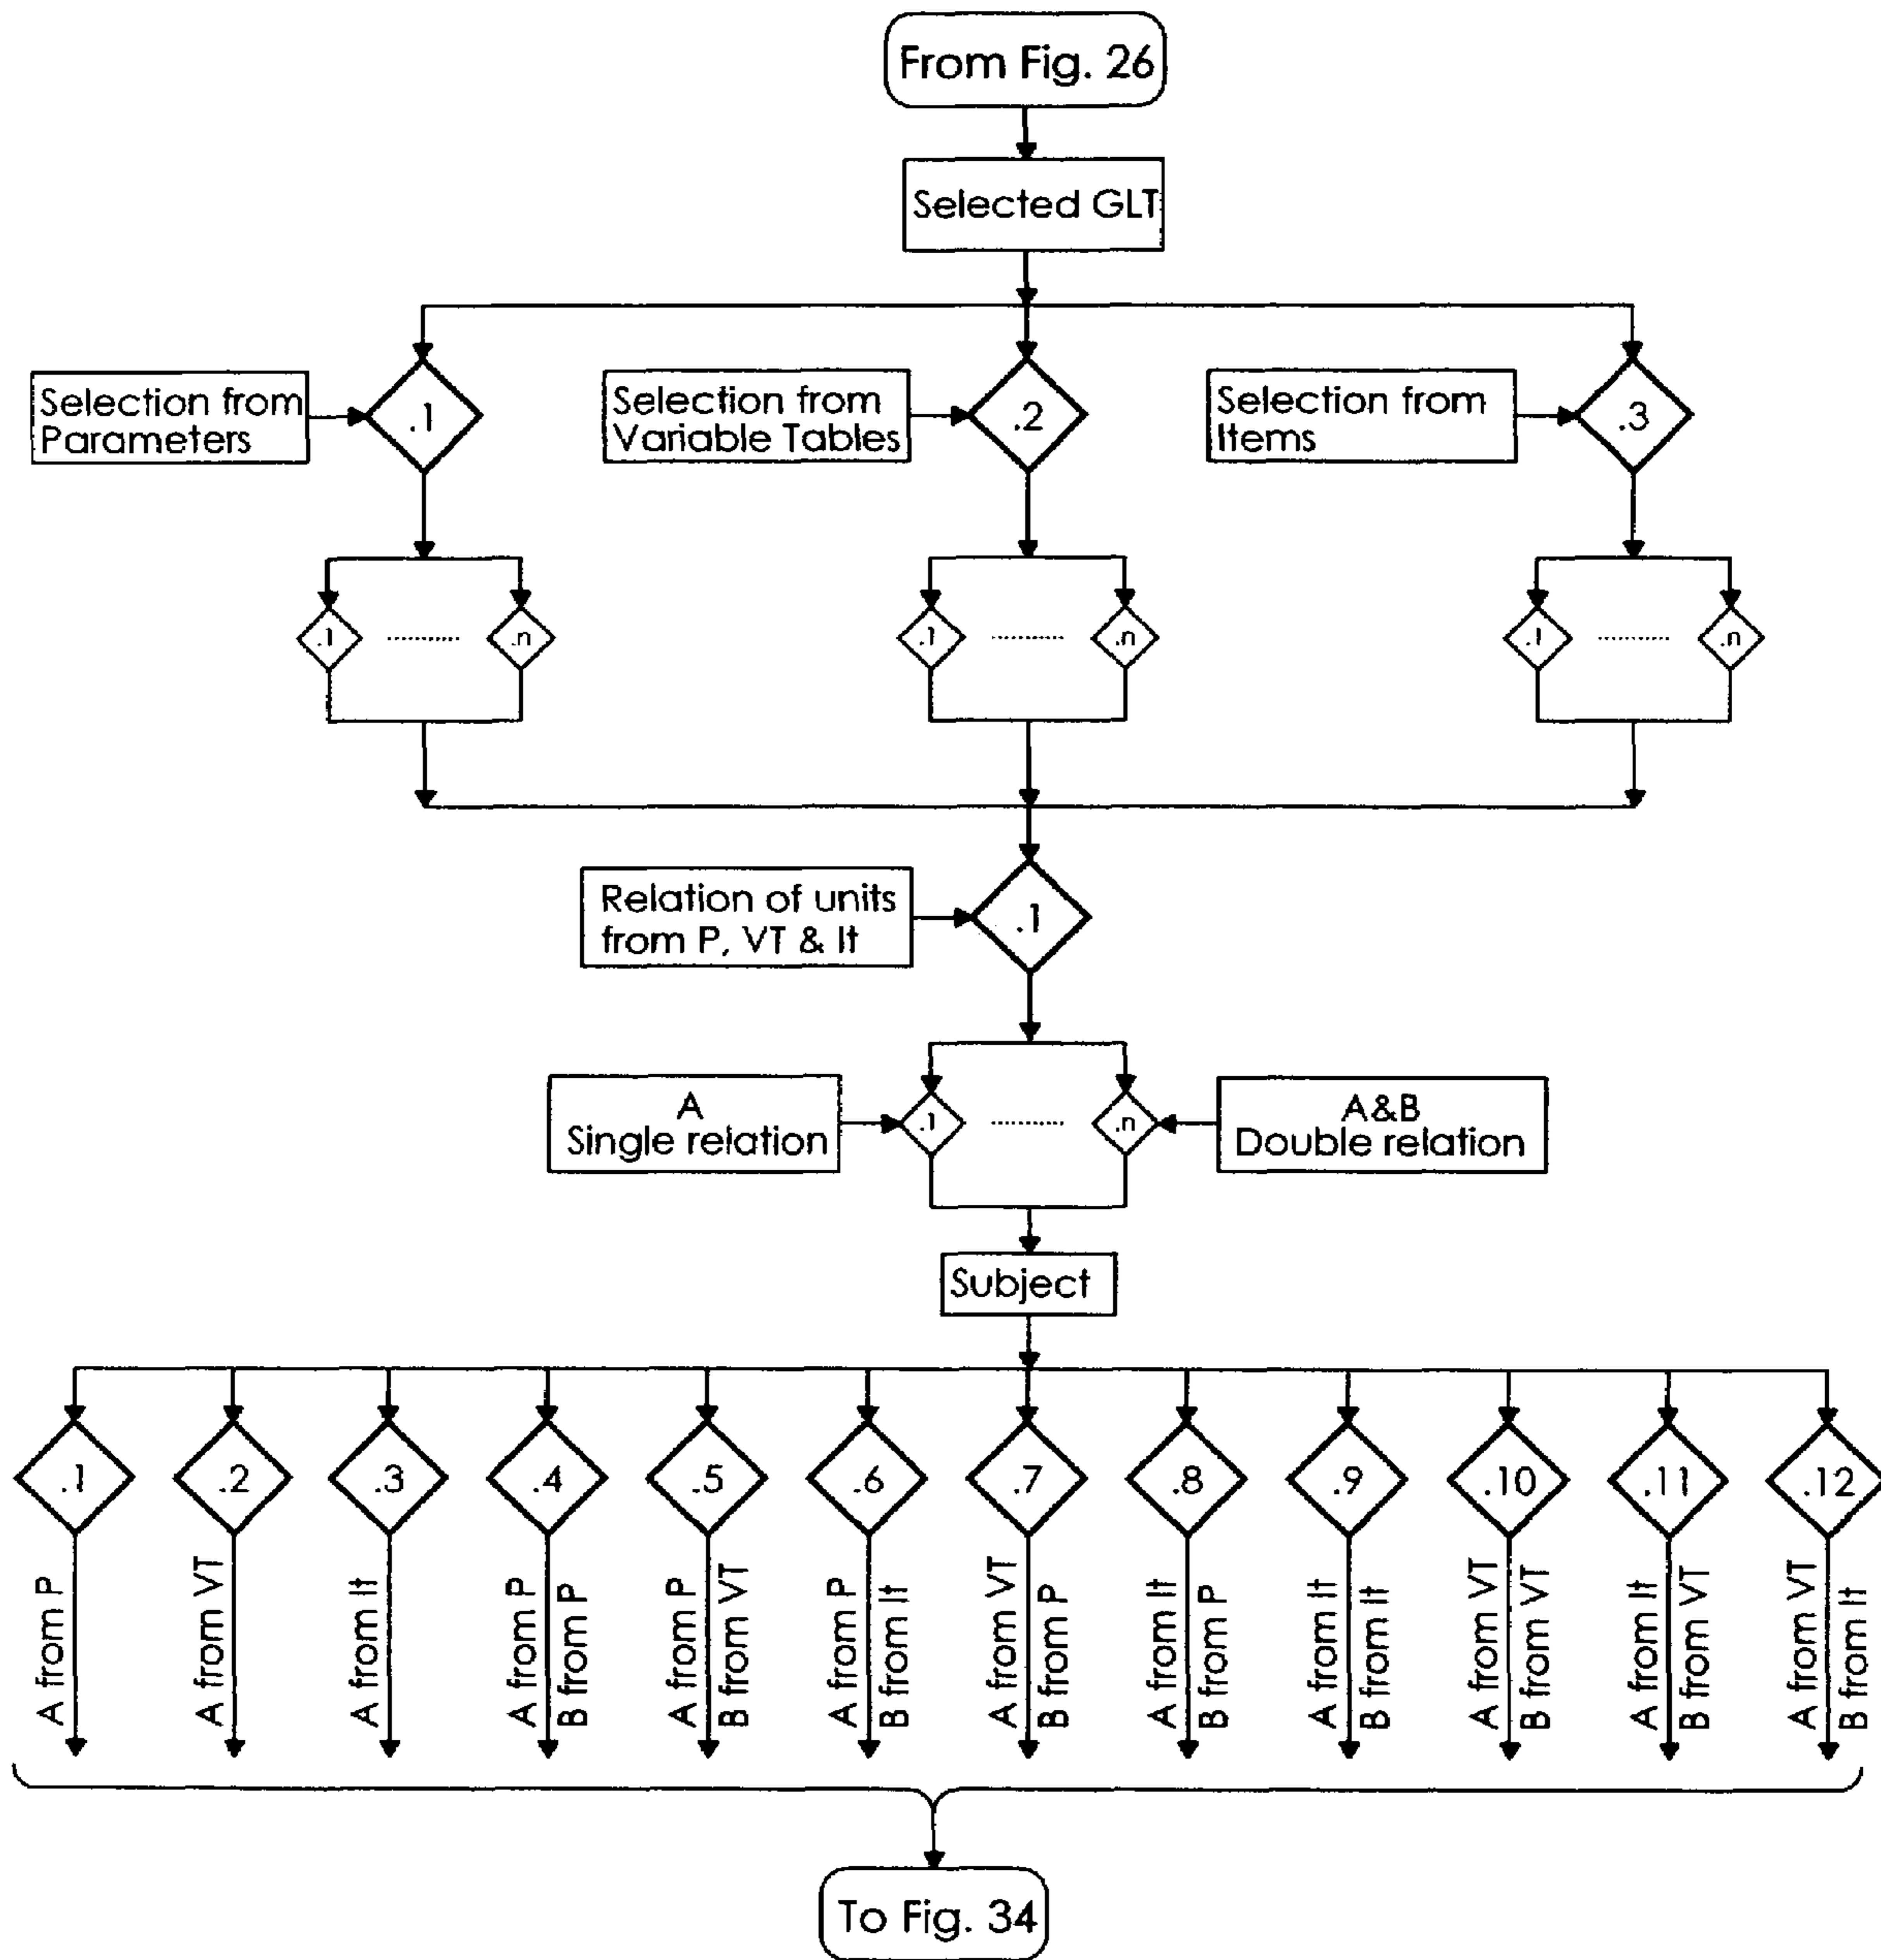 From Fig. 26
Selected GLT
Selection from
Parameters
.1
Selection from
Variable Tables
.2
Selection from
Items
.3
.1
.n
.1
.n
.1
.n
Relation of units
from P, VT & It
.1
A
Single relation
.1
.n
A&B
Double relation
Subject
.1
.2
.3
.4
.5
.6
.7
.8
.9
.10
.11
.12
A from P
A from VT
A from It
A from P
B from P
A from P
B from VT
A from P
B from It
A from VT
B from P
A from It
B from P
A from It
B from It
A from VT
B from VT
A from It
B from VT
A from VT
B from It
To Fig. 34